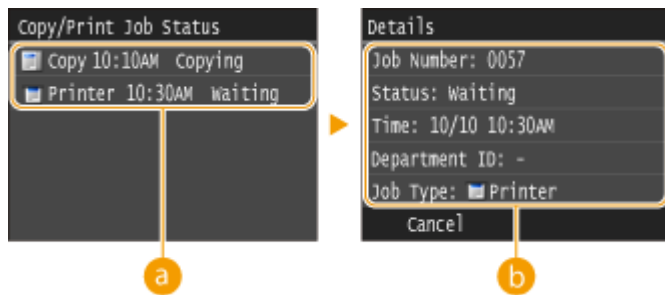 Copy/Print Job Status
Copy 10:10AM Copying
Printer 10:30AM Waiting
a
Details
Job Number: 0057
Status: Waiting
Time: 10/10 10:30AM
Department ID: -
Job Type: Printer
Cancel
b